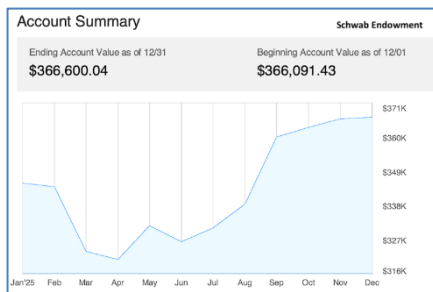 Account Summary
Schwab Endowment
Ending Account Value as of 12/31
Beginning Account Value as of 12/01
$366,600.04
$366,091.43
$371K
$360K
$349K
$338K
$327K
$316K
Jan'25 Feb Mar Apr May Jun Jul Aug Sep Oct Nov Dec